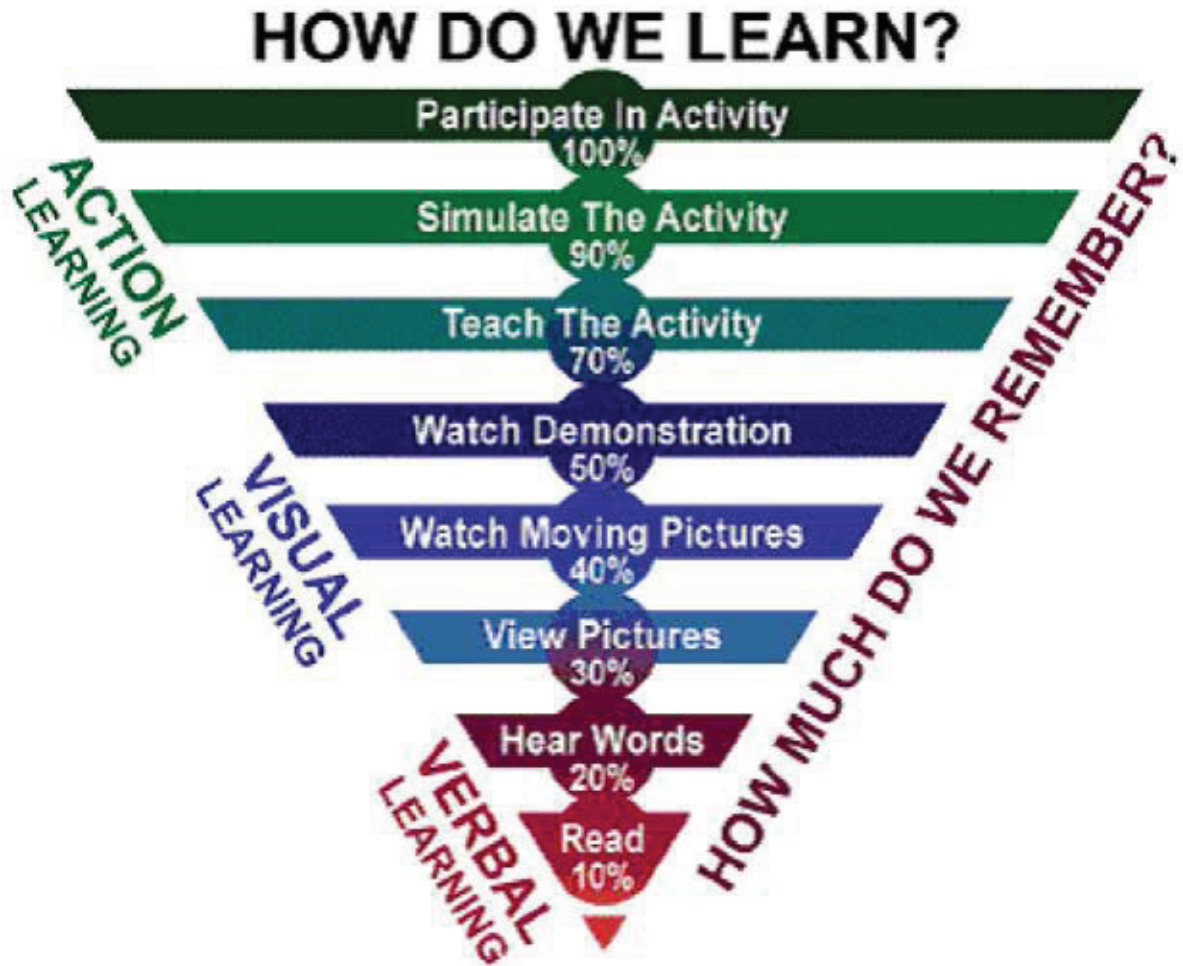 HOW DO WE LEARN?
Participate In Activity
100%
Simulate The Activity
90%
Teach The Activity
70%
ACTION
LEARNING
Watch Demonstration
50%
Watch Moving Pictures
40%
View Pictures
30%
VISUAL
LEARNING
Hear Words
20%
Read
10%
VERBAL
LEARNING
HOW MUCH DO WE REMEMBER?